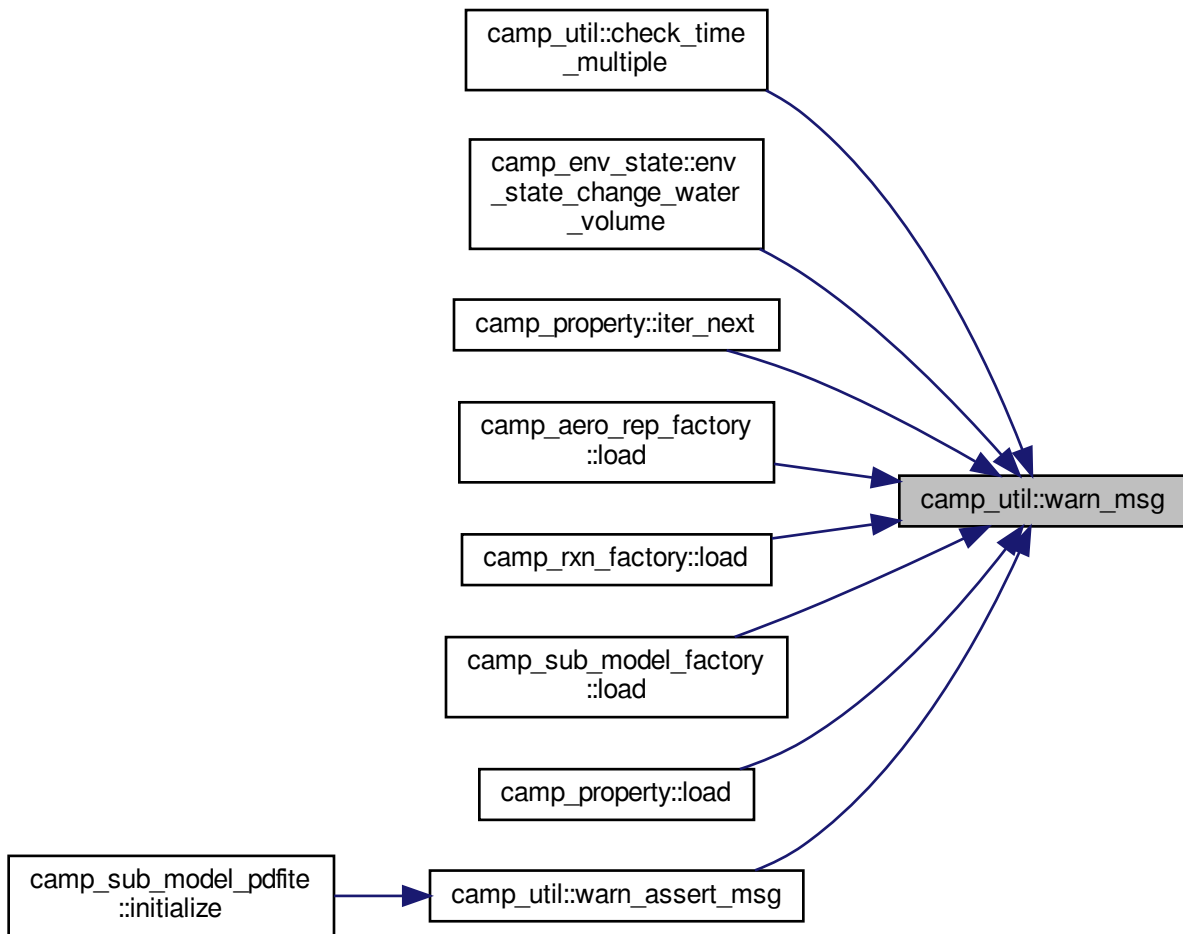 camp_util::check_time
_multiple
camp_env_state::env
_state_change_water
_volume
camp_property::iter_next
camp_aero_rep_factory
::load
camp_util::warn_msg
camp_rxn_factory::load
camp_sub_model_factory
::load
camp_property::load
camp_sub_model_pdfite
::initialize
camp_util::warn_assert_msg